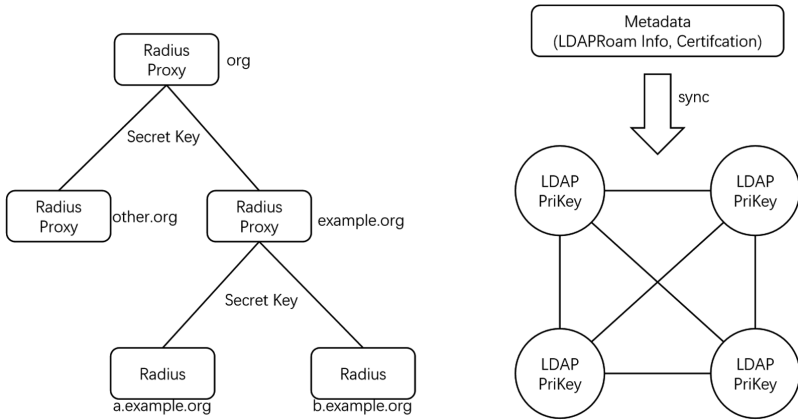 Radius
Proxy
org
Secret Key
Radius
Proxy
other.org
Radius
Proxy
example.org
Secret Key
Radius
a.example.org
Radius
b.example.org
Metadata
(LDAPRoam Info, Certifcation)
sync
LDAP
PriKey
LDAP
PriKey
LDAP
PriKey
LDAP
PriKey